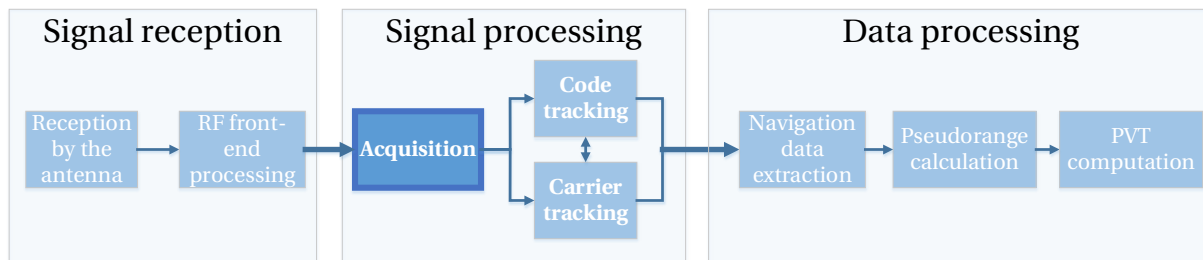 Signal reception
Signal processing
Data processing
Reception
by the
antenna
RF front-
end
processing
Acquisition
Code
tracking
Carrier
tracking
Navigation
data
extraction
Pseudorange
calculation
PVT
computation